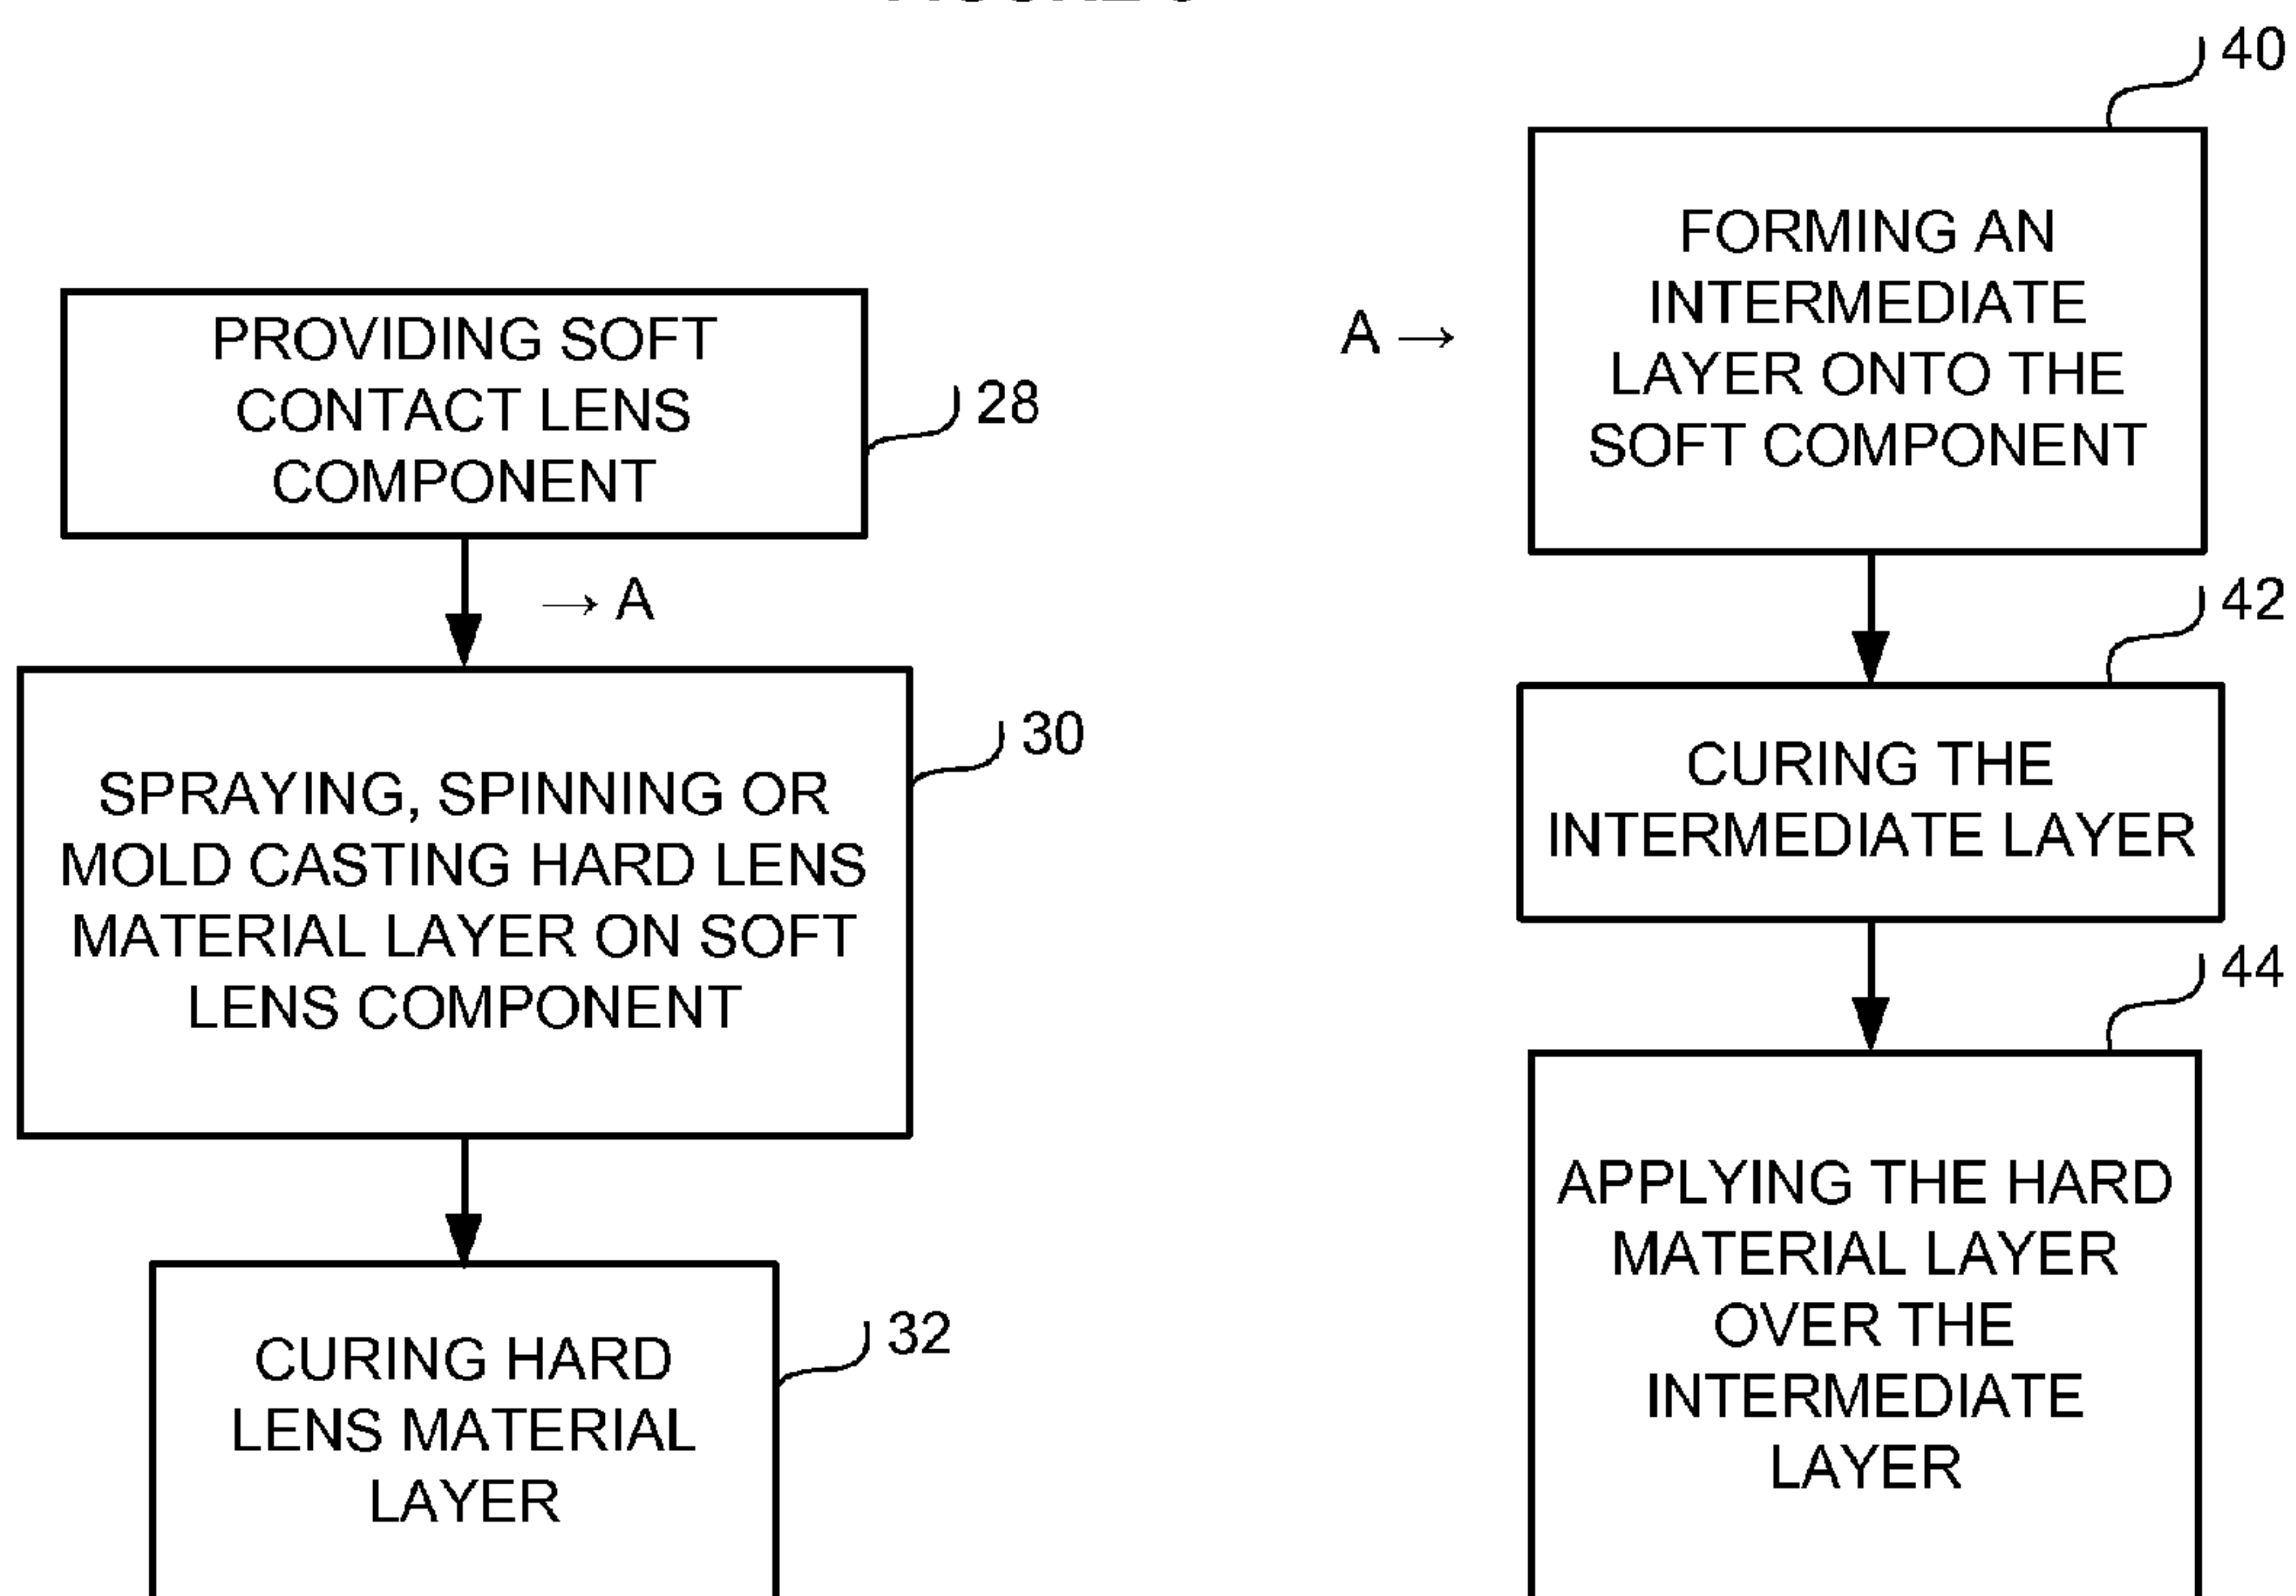 PROVIDING SOFT
CONTACT LENS
COMPONENT
28
→ A
SPRAYING, SPINNING OR
MOLD CASTING HARD LENS
MATERIAL LAYER ON SOFT
LENS COMPONENT
30
CURING HARD
LENS MATERIAL
LAYER
32
A →
40
FORMING AN
INTERMEDIATE
LAYER ONTO THE
SOFT COMPONENT
42
CURING THE
INTERMEDIATE LAYER
44
APPLYING THE HARD
MATERIAL LAYER
OVER THE
INTERMEDIATE
LAYER